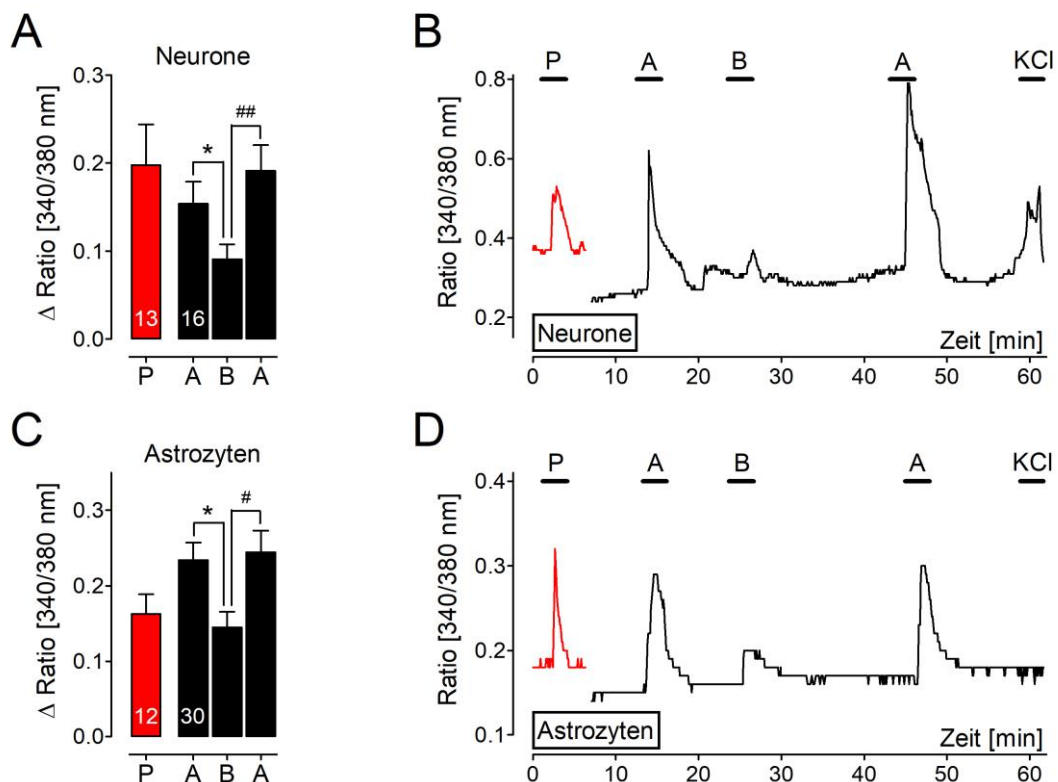 A
Neurone
Δ Ratio [340/380 nm]
0.3
0.2
0.1
0.0
*
##
13
16
P A B A
B
P A B A KCl
Ratio [340/380 nm]
0.8
0.6
0.4
0.2
Neurone
Zeit [min]
0 10 20 30 40 50 60
C
Astrozyten
Δ Ratio [340/380 nm]
0.3
0.2
0.1
0.0
*
#
12
30
P A B A
D
P A B A KCl
Ratio [340/380 nm]
0.4
0.3
0.2
0.1
Astrozyten
Zeit [min]
0 10 20 30 40 50 60